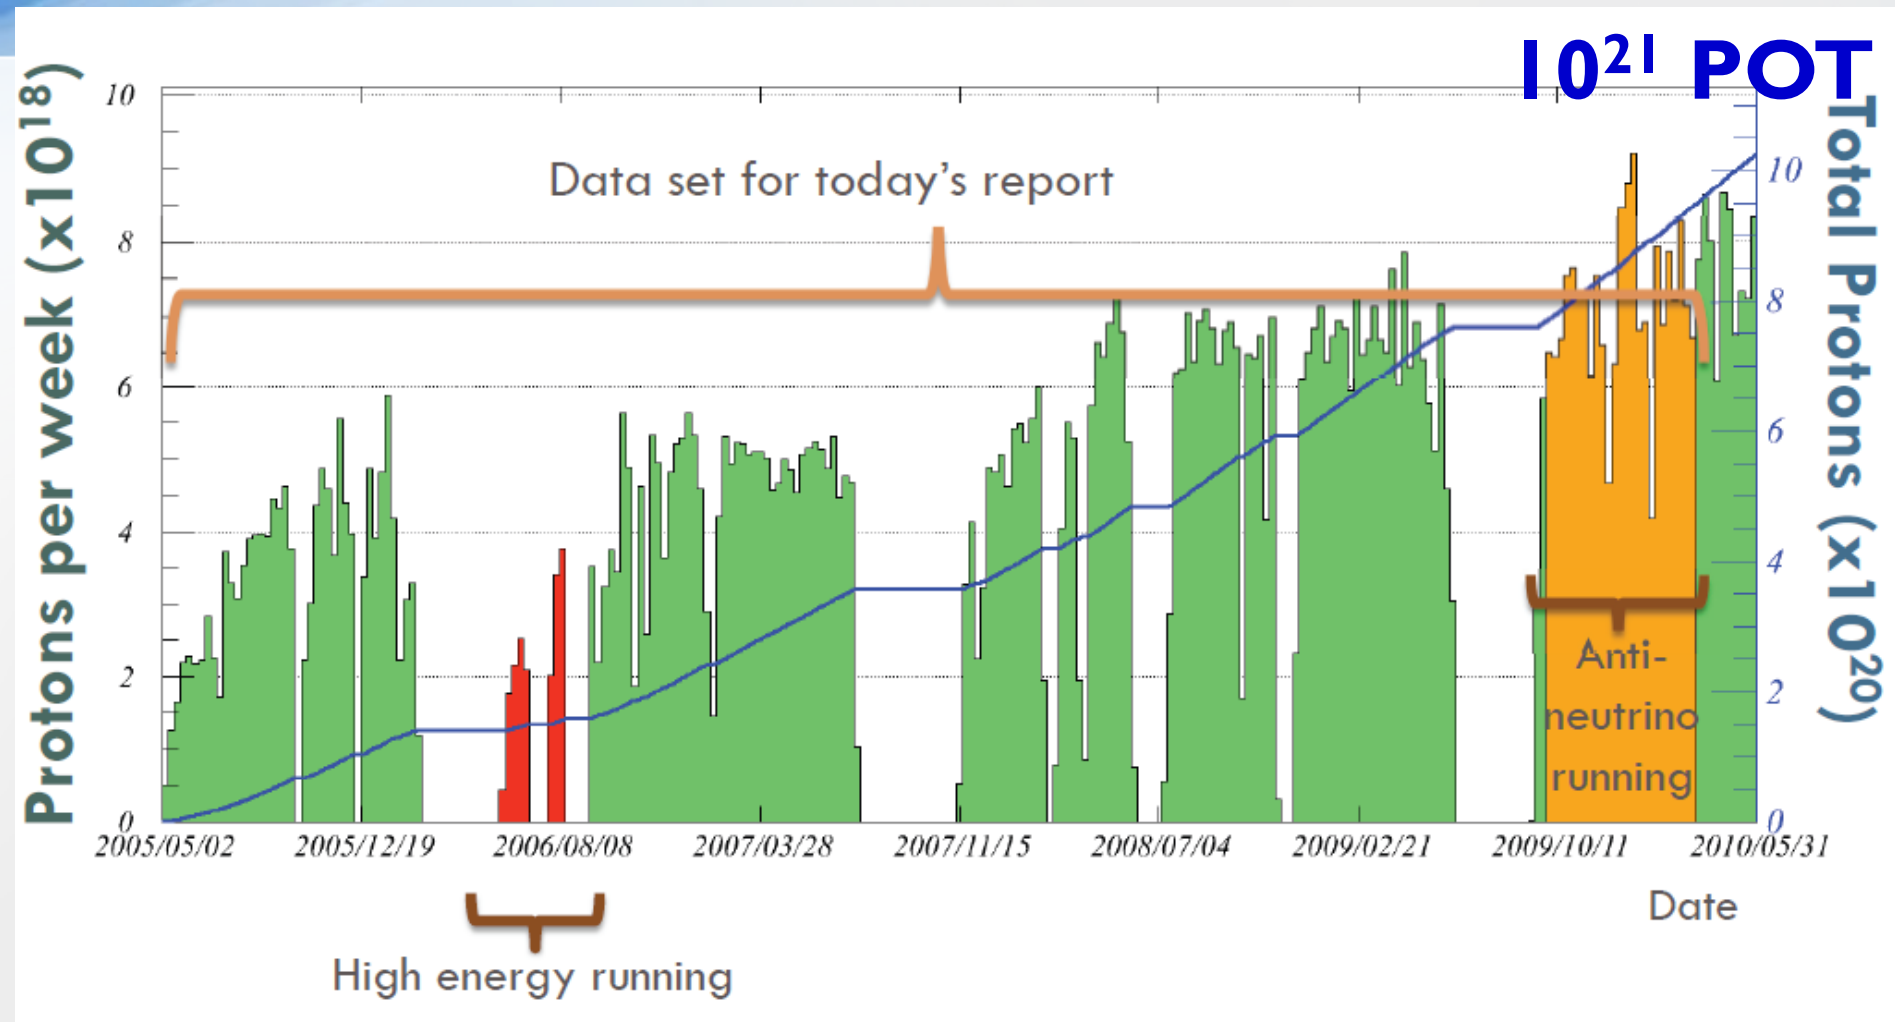 10²¹ POT
Protons per week (x10¹⁸)
Total Protons (x10²⁰)
10
8
6
4
2
0
10
8
6
4
2
0
Data set for today's report
Anti-
neutrino
running
2005/05/02 2005/12/19 2006/08/08 2007/03/28 2007/11/15 2008/07/04 2009/02/21 2009/10/11 2010/05/31
Date
High energy running